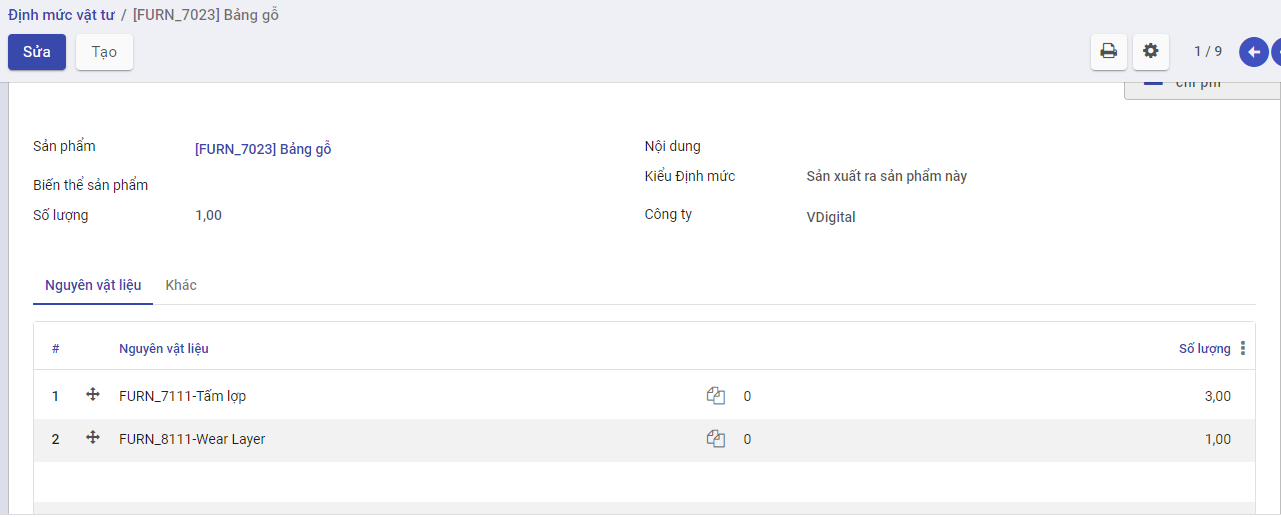 Định mức vật tư / [FURN_7023] Bảng gỗ
Sửa Tạo 1 / 9
chi phí
Sản phẩm [FURN_7023] Bảng gỗ Nội dung
Biến thể sản phẩm Kiểu Định mức Sản xuất ra sản phẩm này
Số lượng 1,00 Công ty VDigital
Nguyên vật liệu Khác
# Nguyên vật liệu Số lượng
1 FURN_7111-Tấm lợp 0 3,00
2 FURN_8111-Wear Layer 0 1,00